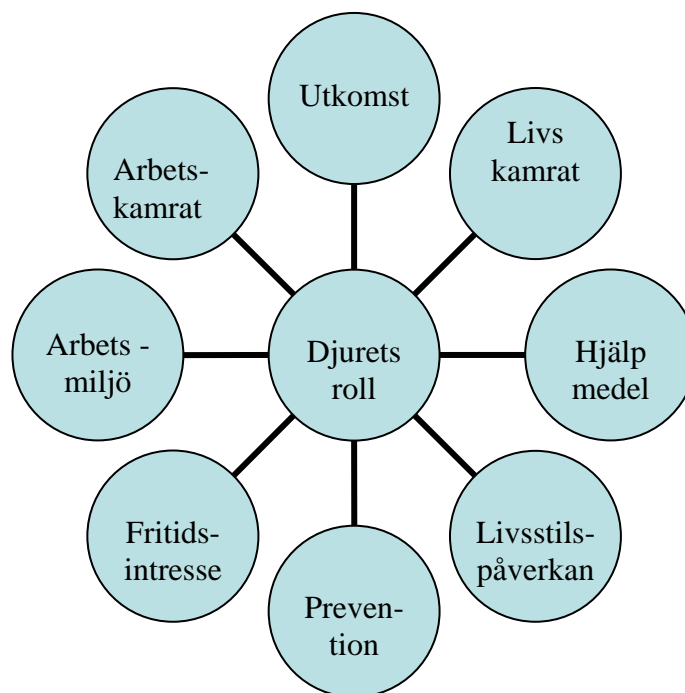 Utkomst
Livs
kamrat
Arbets-
kamrat
Arbets -
miljö
Djurets
roll
Hjälp
medel
Fritids-
intresse
Livsstils-
påverkan
Preven-
tion